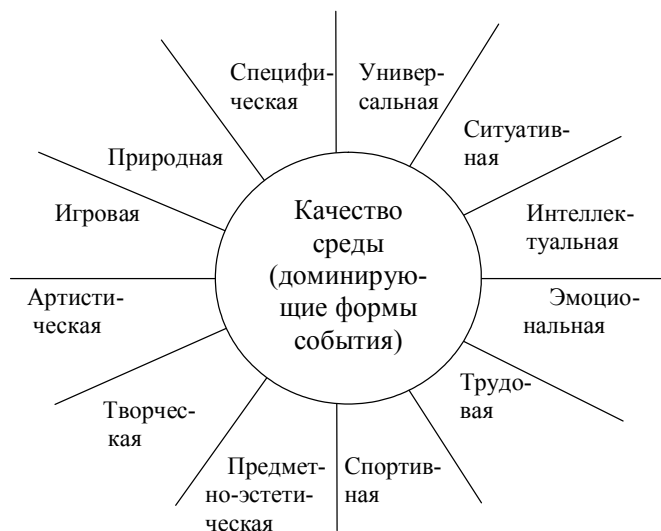 Специфи-
ческая
Универ-
сальная
Ситуатив-
ная
Интеллек-
туальная
Эмоцио-
нальная
Трудо-
вая
Спортив-
ная
Предмет-
но-эстети-
ческая
Творчес-
кая
Артисти-
ческая
Игровая
Природная
Качество
среды
(доминирую-
щие формы
события)